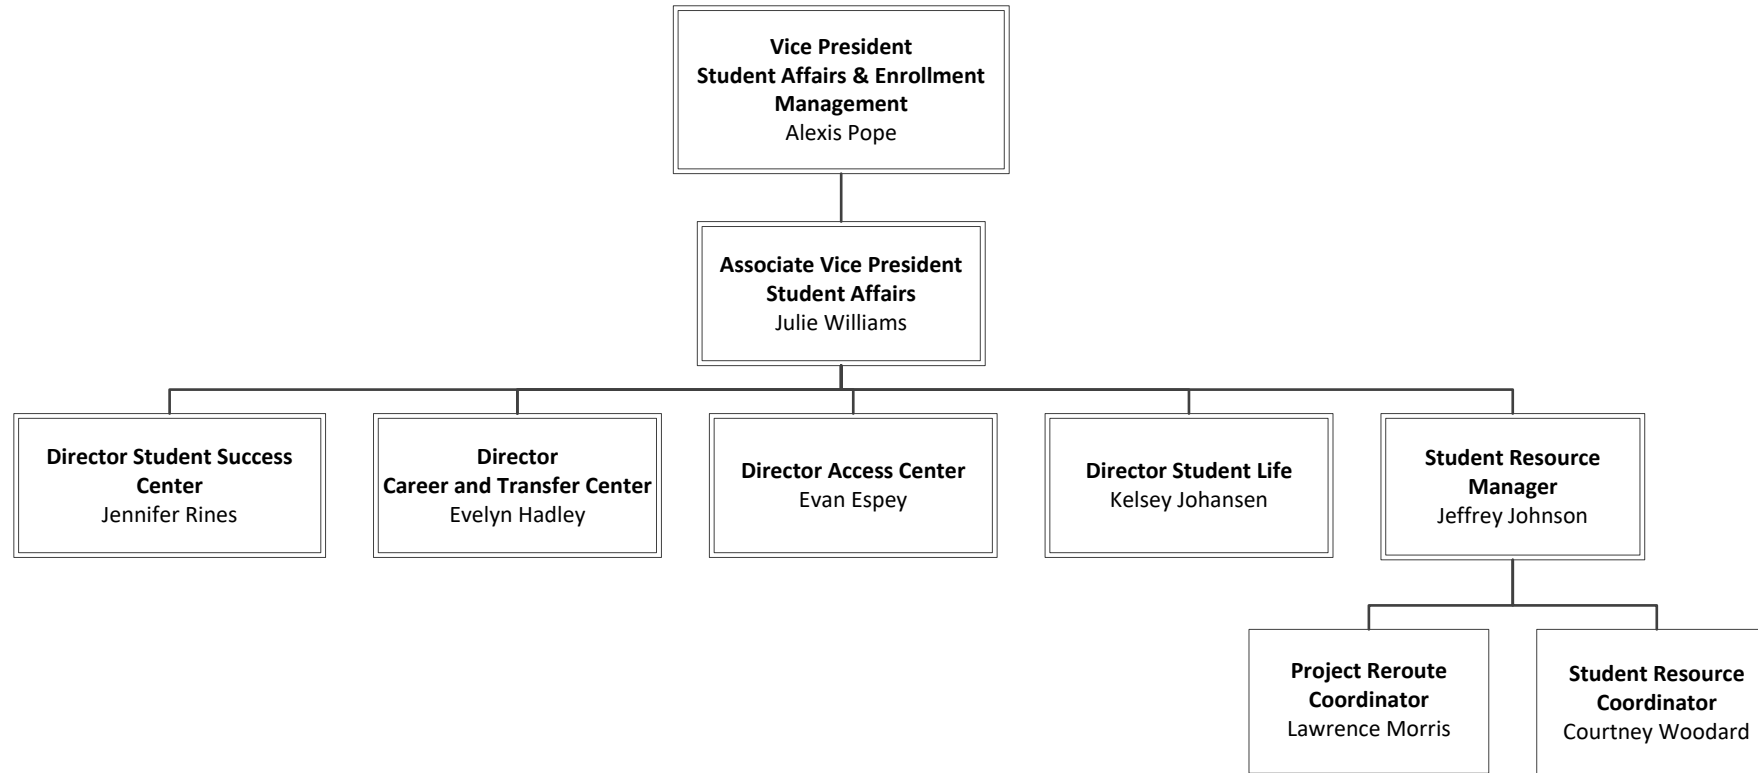 Vice President
Student Affairs & Enrollment
Management
Alexis Pope
Associate Vice President
Student Affairs
Julie Williams
Director Student Success
Center
Jennifer Rines
Director
Career and Transfer Center
Evelyn Hadley
Director Access Center
Evan Espey
Director Student Life
Kelsey Johansen
Student Resource
Manager
Jeffrey Johnson
Project Reroute
Coordinator
Lawrence Morris
Student Resource
Coordinator
Courtney Woodard